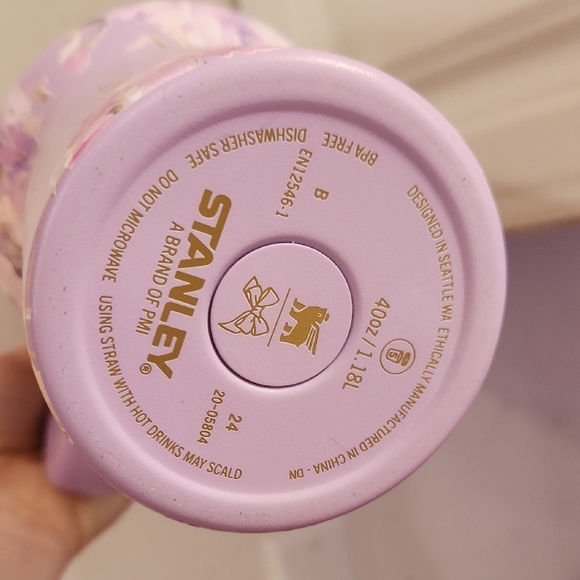 STANLEY®
A BRAND OF PMI
BPA FREE
DISHWASHER SAFE
DO NOT MICROWAVE
USING STRAW WITH HOT DRINKS MAY SCALD
EN12546-1
B
DESIGNED IN SEATTLE WA
ETHICALLY MANUFACTURED IN CHINA - DN
40oz / 1.18L
24
20-05804